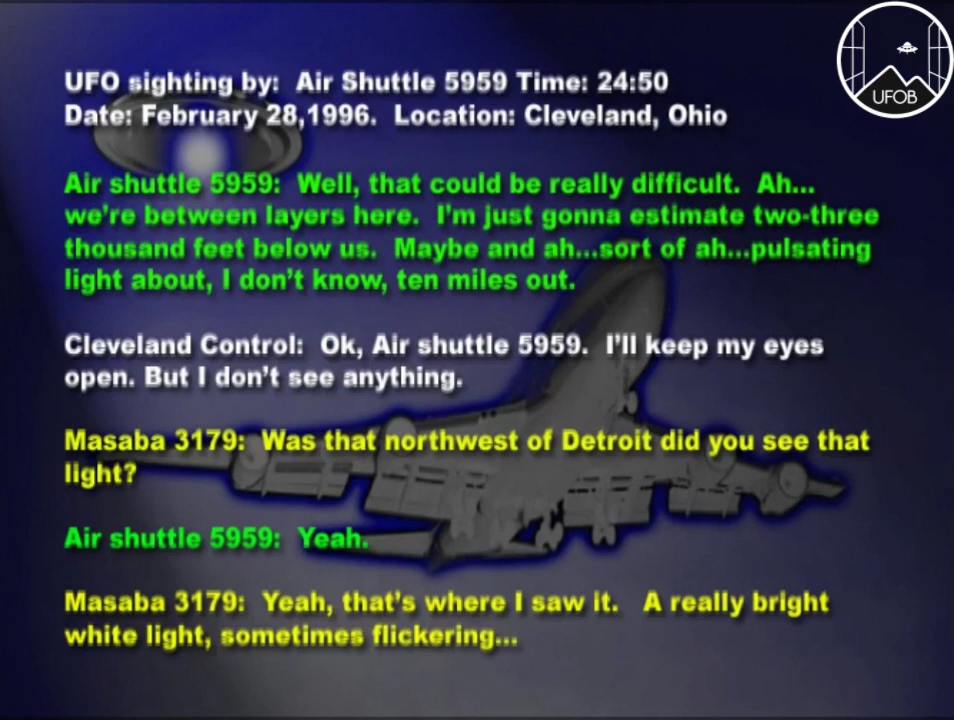 UFOB
UFO sighting by:  Air Shuttle 5959 Time: 24:50
Date: February 28,1996.  Location: Cleveland, Ohio
Air shuttle 5959:  Well, that could be really difficult.  Ah...
we're between layers here.  I'm just gonna estimate two-three
thousand feet below us.  Maybe and ah...sort of ah...pulsating
light about, I don't know, ten miles out.
Cleveland Control:  Ok, Air shuttle 5959.  I'll keep my eyes
open. But I don't see anything.
Masaba 3179:  Was that northwest of Detroit did you see that
light?
Air shuttle 5959:  Yeah.
Masaba 3179:  Yeah, that's where I saw it.   A really bright
white light, sometimes flickering...